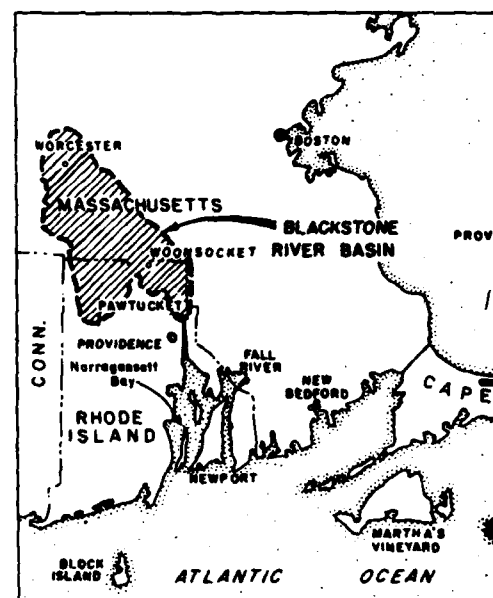 WORCESTER
BOSTON
MASSACHUSETTS
BLACKSTONE
RIVER BASIN
WOONSOCKET
PROV
PAWTUCKET
CONN.
PROVIDENCE
Narragansett
Bay
FALL
RIVER
NEW
BEDFORD
CAPE
RHODE
ISLAND
NEWPORT
MARTHA'S
VINEYARD
BLOCK
ISLAND
ATLANTIC OCEAN